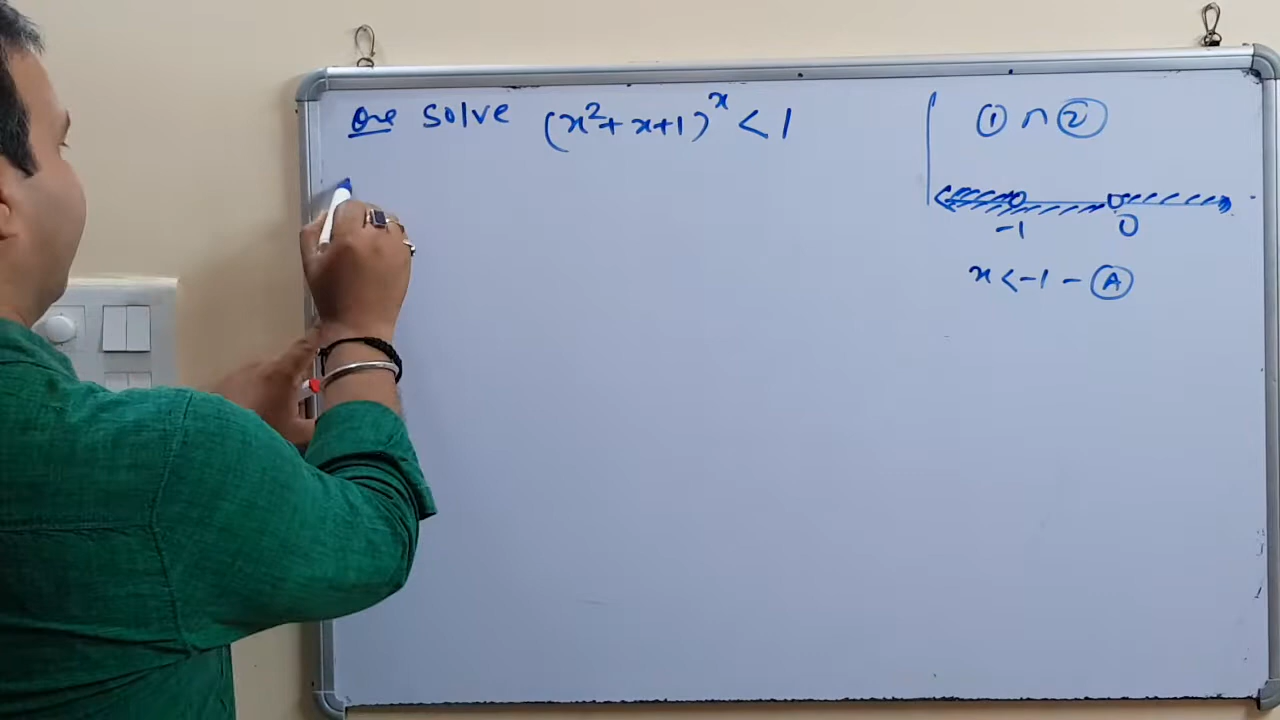 Que solve (x²+x+1)ˣ < 1
① ∩ ②
-1 0
x < -1 - Ⓐ